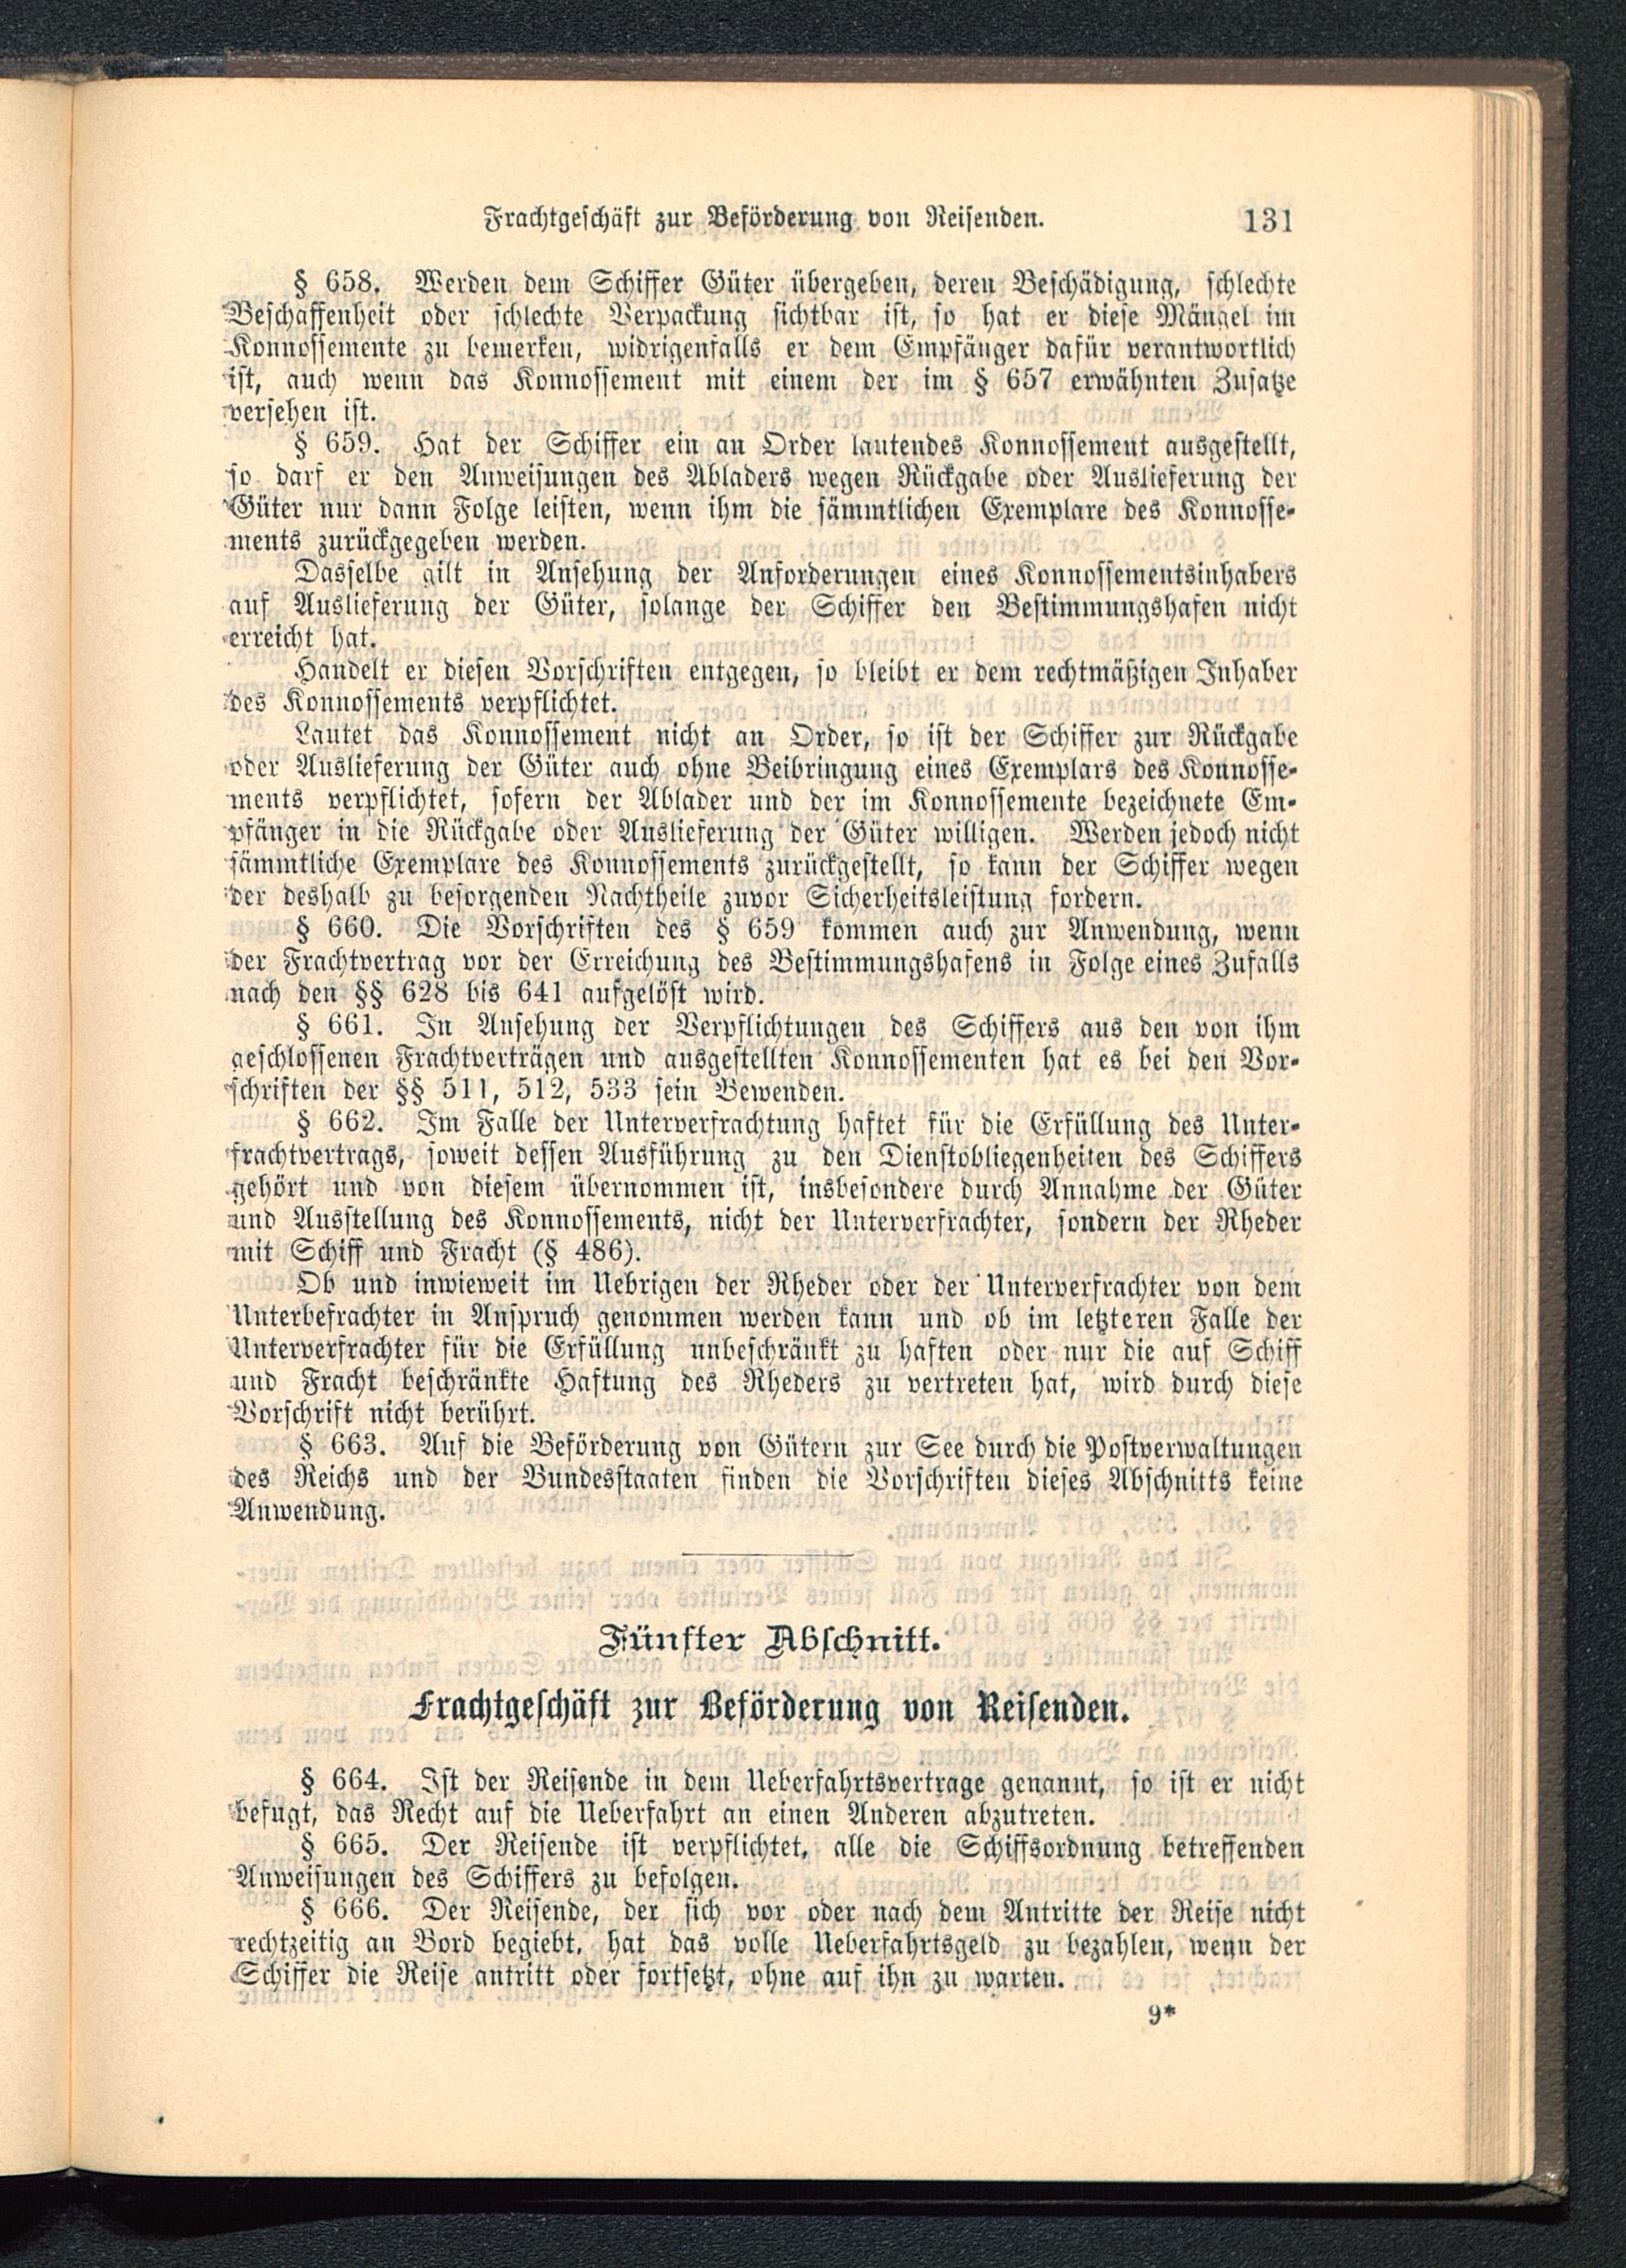 Frachtgeschäft zur Beförderung von Reisenden. 131
§ 658. Werden dem Schiffer Güter übergeben, deren Beschädigung, schlechte
Beschaffenheit oder schlechte Verpackung sichtbar ist, so hat er diese Mängel im
Konnossemente zu bemerken, widrigenfalls er dem Empfänger dafür verantwortlich
ist, auch wenn das Konnossement mit einem der im § 657 erwähnten Zusatze
versehen ist.
§ 659. Hat der Schiffer ein an Order lautendes Konnossement ausgestellt,
so darf er den Anweisungen des Abladers wegen Rückgabe oder Auslieferung der
Güter nur dann Folge leisten, wenn ihm die sämmtlichen Exemplare des Konnosse-
ments zurückgegeben werden.
Dasselbe gilt in Ansehung der Anforderungen eines Konnossementsinhabers
auf Auslieferung der Güter, solange der Schiffer den Bestimmungshafen nicht
erreicht hat.
Handelt er diesen Vorschriften entgegen, so bleibt er dem rechtmäßigen Inhaber
des Konnossements verpflichtet.
Lautet das Konnossement nicht an Order, so ist der Schiffer zur Rückgabe
oder Auslieferung der Güter auch ohne Beibringung eines Exemplars des Konnosse-
ments verpflichtet, sofern der Ablader und der im Konnossemente bezeichnete Em-
pfänger in die Rückgabe oder Auslieferung der Güter willigen. Werden jedoch nicht
sämmtliche Exemplare des Konnossements zurückgestellt, so kann der Schiffer wegen
der deshalb zu besorgenden Nachtheile zuvor Sicherheitsleistung fordern.
§ 660. Die Vorschriften des § 659 kommen auch zur Anwendung, wenn
der Frachtvertrag vor der Erreichung des Bestimmungshafens in Folge eines Zufalls
nach den §§ 628 bis 641 aufgelöst wird.
§ 661. In Ansehung der Verpflichtungen des Schiffers aus den von ihm
geschlossenen Frachtverträgen und ausgestellten Konnossementen hat es bei den Vor-
schriften der §§ 511, 512, 533 sein Bewenden.
§ 662. Im Falle der Unterverfrachtung haftet für die Erfüllung des Unter-
frachtvertrags, soweit dessen Ausführung zu den Dienstobliegenheiten des Schiffers
gehört und von diesem übernommen ist, insbesondere durch Annahme der Güter
und Ausstellung des Konnossements, nicht der Unterverfrachter, sondern der Rheder
mit Schiff und Fracht (§ 486).
Ob und inwieweit im Uebrigen der Rheder oder der Unterverfrachter von dem
Unterbefrachter in Anspruch genommen werden kann und ob im letzteren Falle der
Unterverfrachter für die Erfüllung unbeschränkt zu haften oder nur die auf Schiff
und Fracht beschränkte Haftung des Rheders zu vertreten hat, wird durch diese
Vorschrift nicht berührt.
§ 663. Auf die Beförderung von Gütern zur See durch die Postverwaltungen
des Reichs und der Bundesstaaten finden die Vorschriften dieses Abschnitts keine
Anwendung.
Fünfter Abschnitt.
Frachtgeschäft zur Beförderung von Reisenden.
§ 664. Ist der Reisende in dem Ueberfahrtsvertrage genannt, so ist er nicht
befugt, das Recht auf die Ueberfahrt an einen Anderen abzutreten.
§ 665. Der Reisende ist verpflichtet, alle die Schiffsordnung betreffenden
Anweisungen des Schiffers zu befolgen.
§ 666. Der Reisende, der sich vor oder nach dem Antritte der Reise nicht
rechtzeitig an Bord begiebt, hat das volle Ueberfahrtsgeld zu bezahlen, wenn der
Schiffer die Reise antritt oder fortsetzt, ohne auf ihn zu warten.
9*